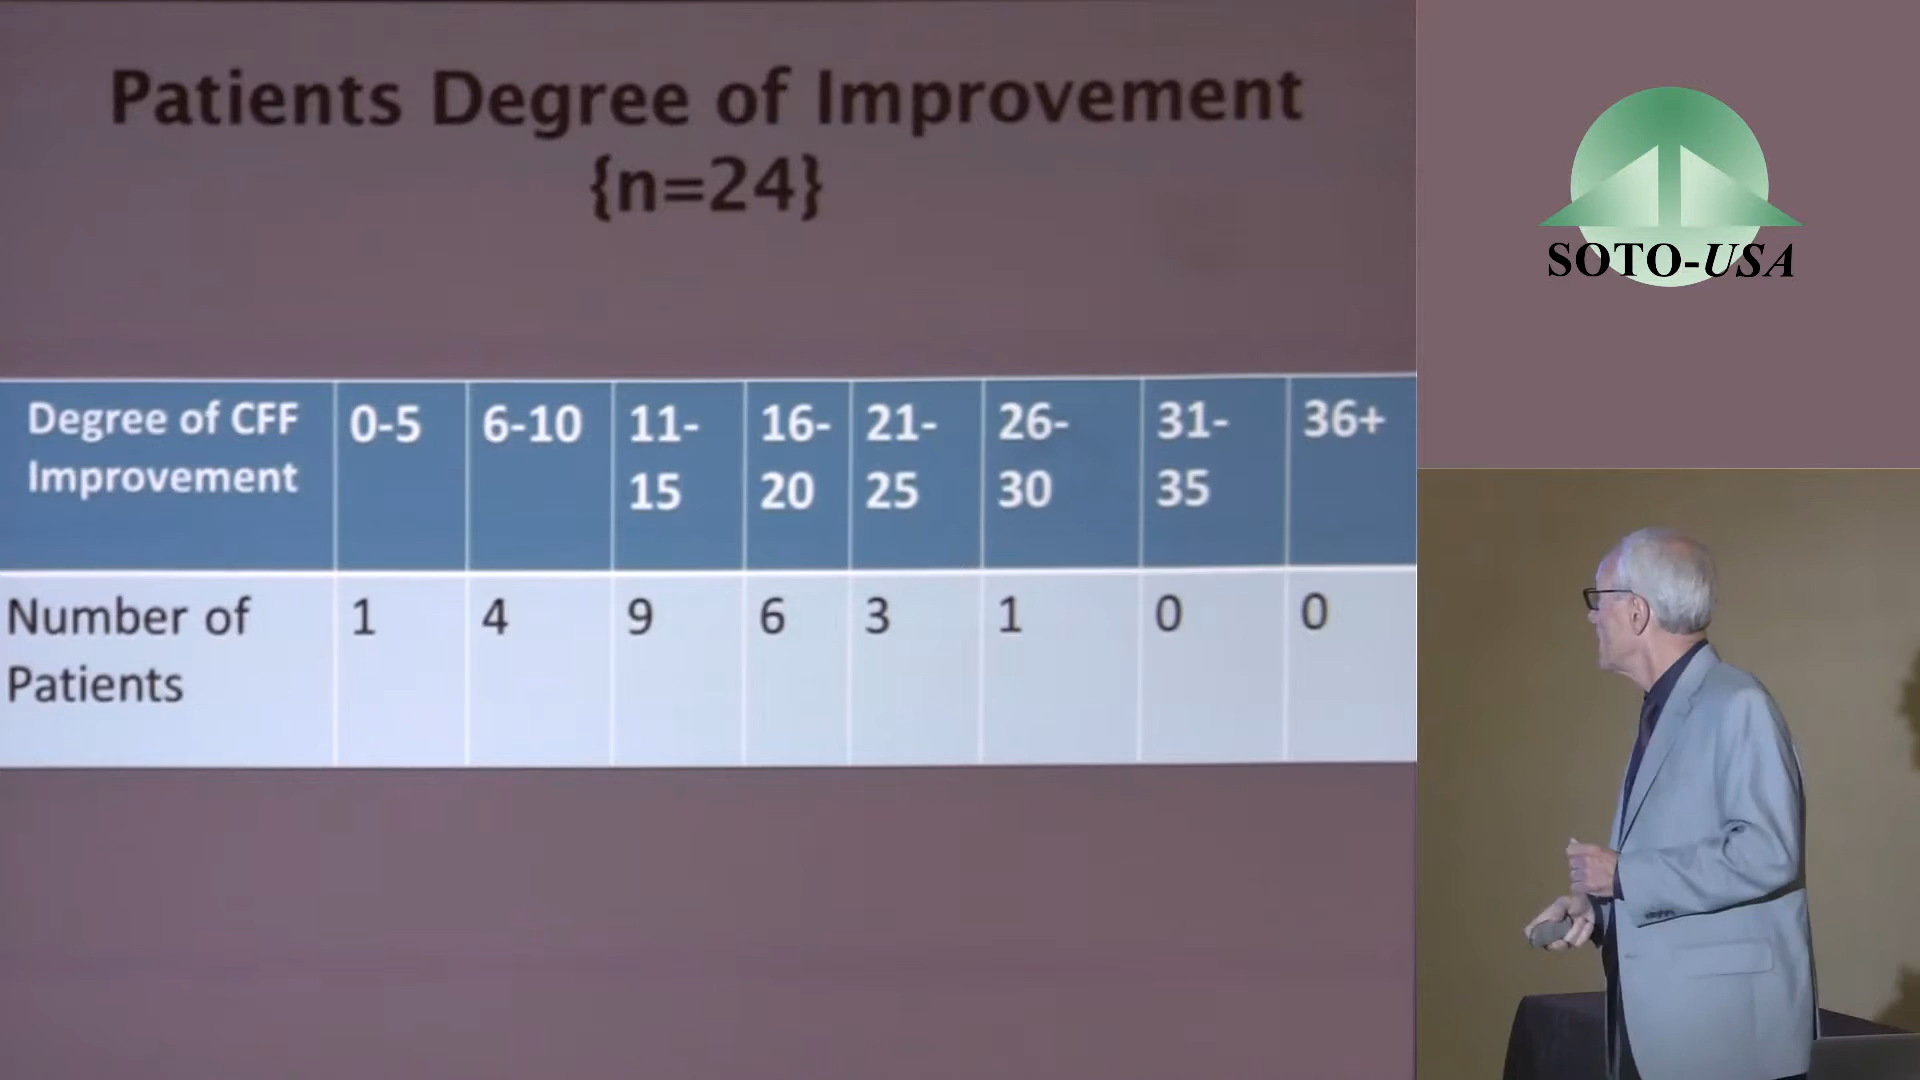 Patients Degree of Improvement
{n=24}
Degree of CFF Improvement 0-5 6-10 11-15 16-20 21-25 26-30 31-35 36+
Number of Patients 1 4 9 6 3 1 0 0
SOTO-USA